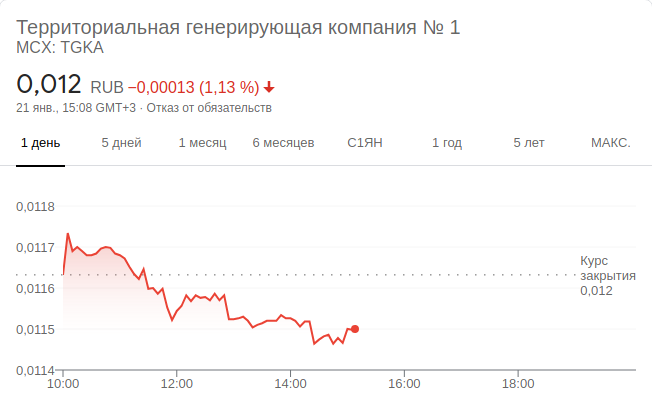 Территориальная генерирующая компания № 1
MCX: TGKA
0,012 RUB −0,00013 (1,13 %)
21 янв., 15:08 GMT+3 · Отказ от обязательств
1 день 5 дней 1 месяц 6 месяцев С1ЯН 1 год 5 лет МАКС.
0,0118
0,0117
Курс
закрытия
0,012
0,0116
0,0115
0,0114
10:00 12:00 14:00 16:00 18:00